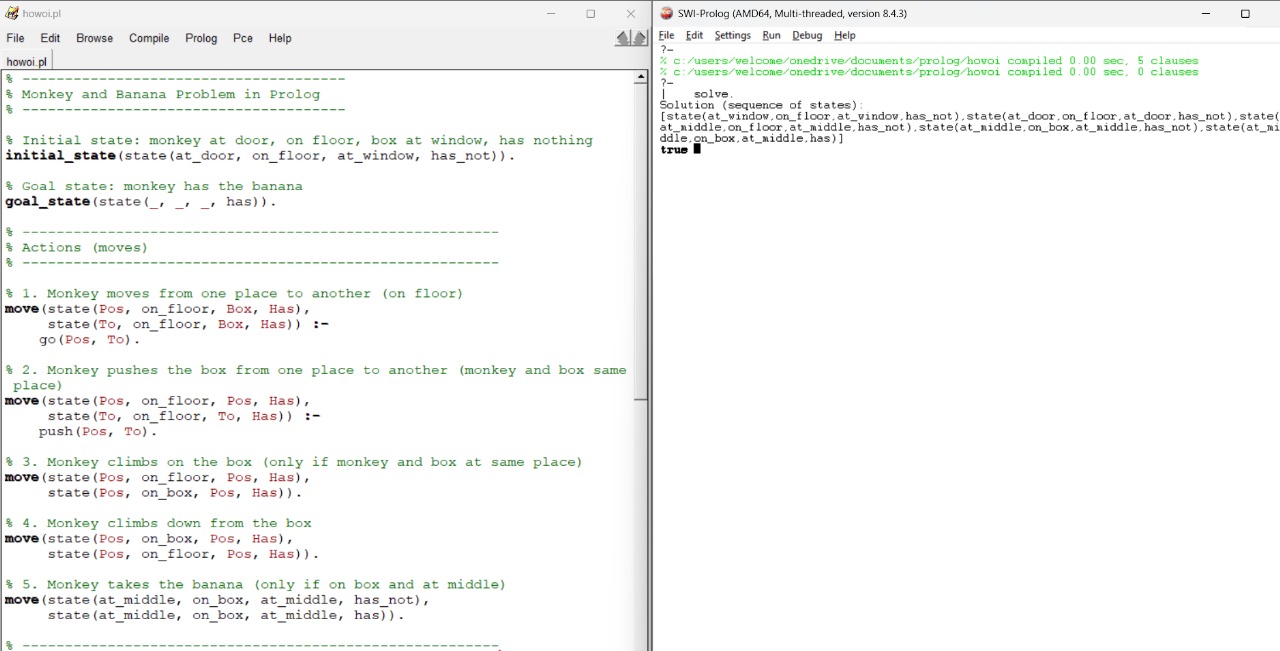 howoi.pl
File Edit Browse Compile Prolog Pce Help
howoi.pl
% --------------------------------------
% Monkey and Banana Problem in Prolog
% --------------------------------------
% Initial state: monkey at door, on floor, box at window, has nothing
initial_state(state(at_door, on_floor, at_window, has_not)).
% Goal state: monkey has the banana
goal_state(state(_, _, _, has)).
% --------------------------------------------------------
% Actions (moves)
% --------------------------------------------------------
% 1. Monkey moves from one place to another (on floor)
move(state(Pos, on_floor, Box, Has),
     state(To, on_floor, Box, Has)) :-
    go(Pos, To).
% 2. Monkey pushes the box from one place to another (monkey and box same
 place)
move(state(Pos, on_floor, Pos, Has),
     state(To, on_floor, To, Has)) :-
    push(Pos, To).
% 3. Monkey climbs on the box (only if monkey and box at same place)
move(state(Pos, on_floor, Pos, Has),
     state(Pos, on_box, Pos, Has)).
% 4. Monkey climbs down from the box
move(state(Pos, on_box, Pos, Has),
     state(Pos, on_floor, Pos, Has)).
% 5. Monkey takes the banana (only if on box and at middle)
move(state(at_middle, on_box, at_middle, has_not),
     state(at_middle, on_box, at_middle, has)).
% --------------------------------------------------------
SWI-Prolog (AMD64, Multi-threaded, version 8.4.3)
File Edit Settings Run Debug Help
?-
% c:/users/welcome/onedrive/documents/prolog/howoi compiled 0.00 sec, 5 clauses
% c:/users/welcome/onedrive/documents/prolog/howoi compiled 0.00 sec, 0 clauses
?-
|    solve.
Solution (sequence of states):
[state(at_window,on_floor,at_window,has_not),state(at_door,on_floor,at_door,has_not),state(
at_middle,on_floor,at_middle,has_not),state(at_middle,on_box,at_middle,has_not),state(at_mi
ddle,on_box,at_middle,has)]
true